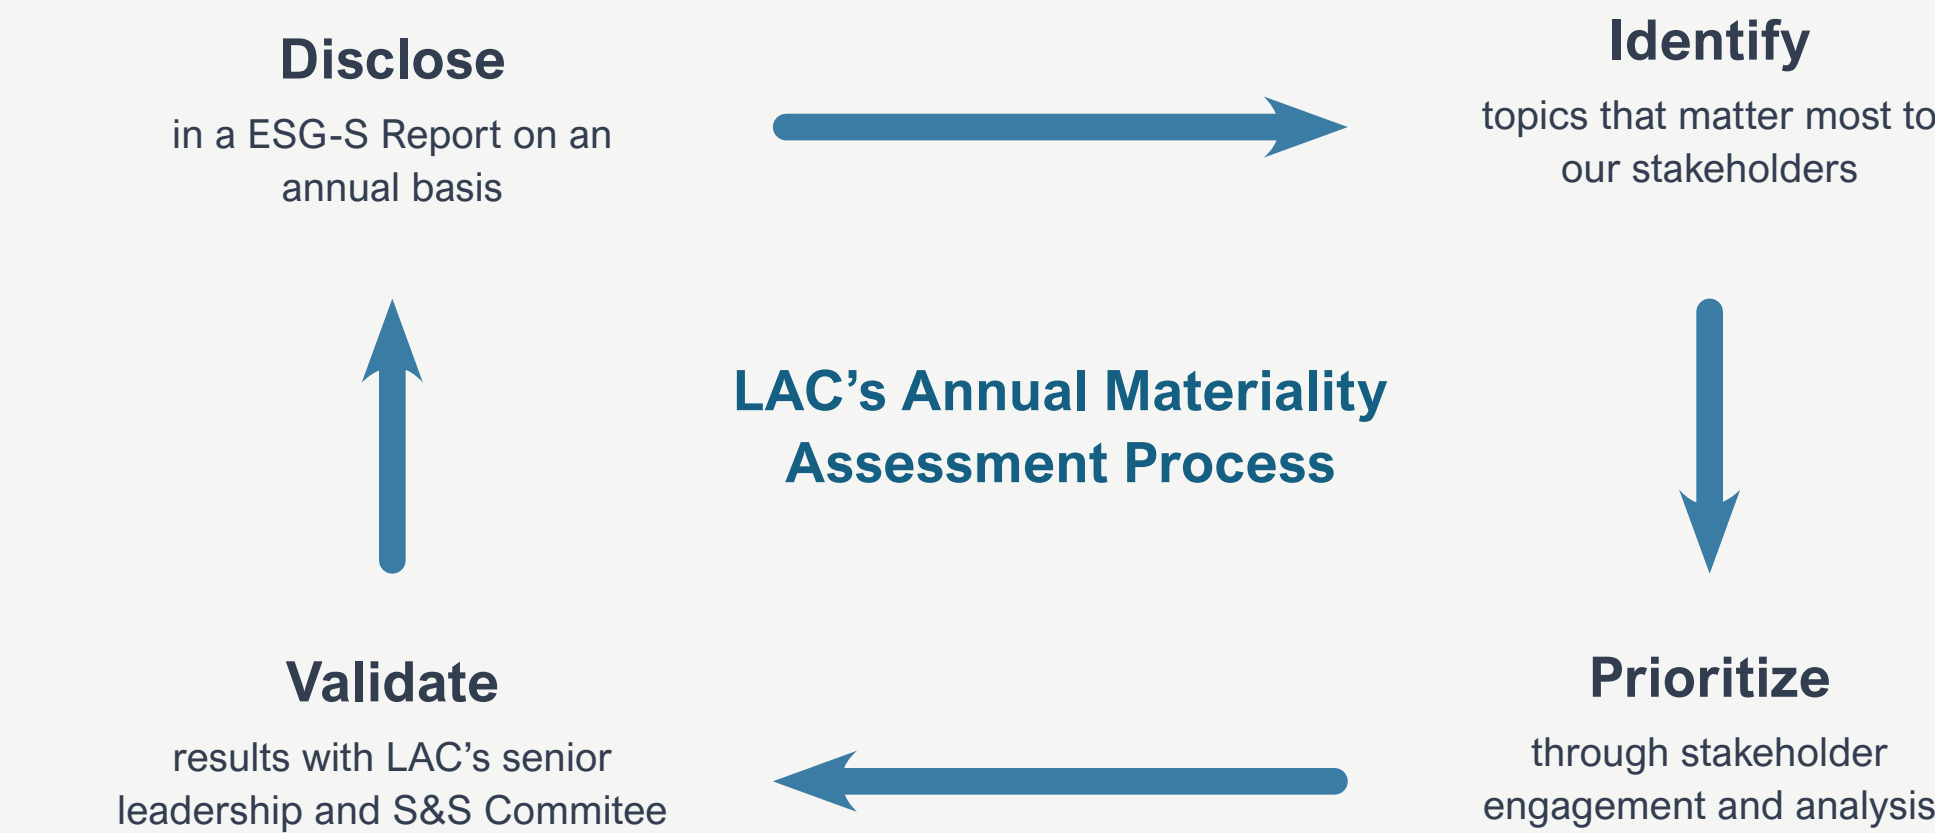 Disclose
in a ESG-S Report on an
annual basis
Identify
topics that matter most to
our stakeholders
LAC’s Annual Materiality
Assessment Process
Validate
results with LAC’s senior
leadership and S&S Commitee
Prioritize
through stakeholder
engagement and analysis